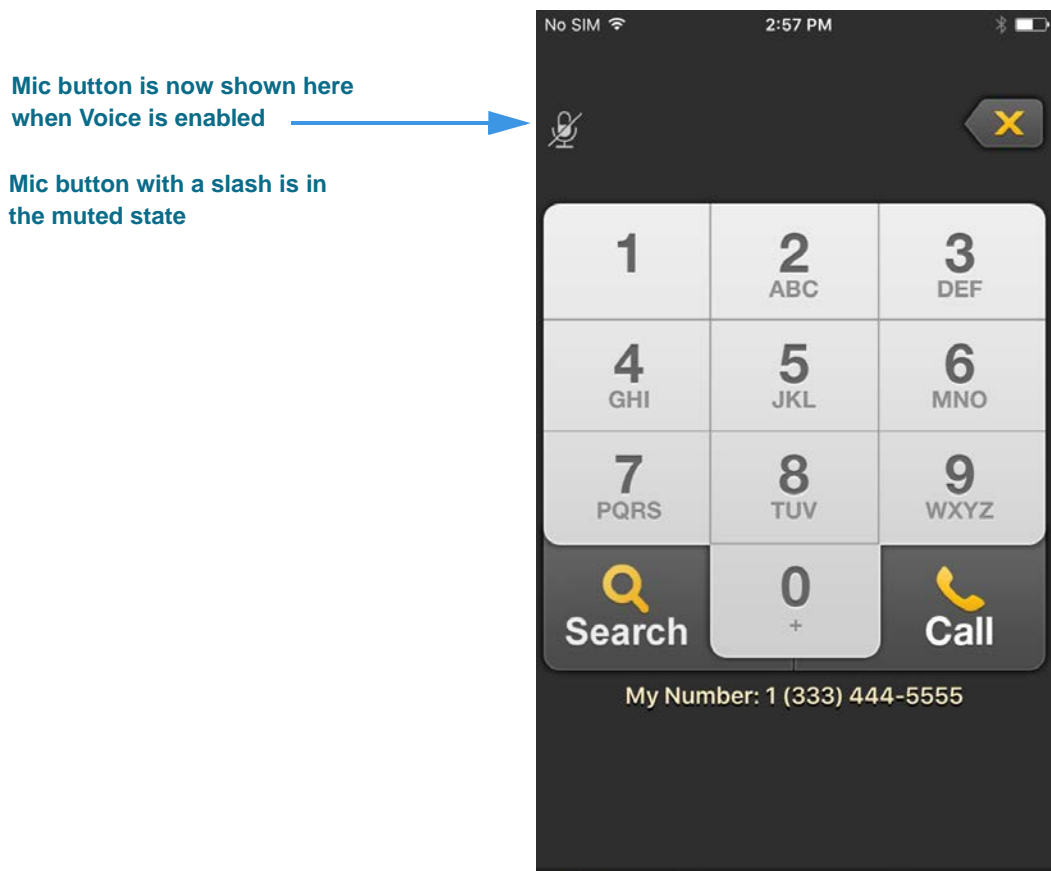 No SIM 2:57 PM
Mic button is now shown here
when Voice is enabled
Mic button with a slash is in
the muted state
X
1 2 3
ABC DEF
4 5 6
GHI JKL MNO
7 8 9
PQRS TUV WXYZ
0
+
Search Call
My Number: 1 (333) 444-5555